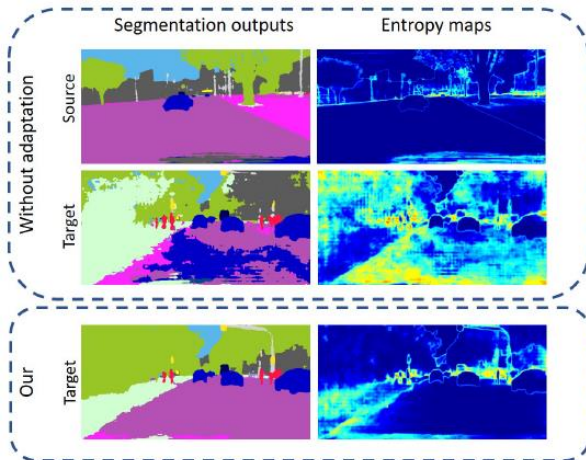 Segmentation outputs Entropy maps
Without adaptation
Source
Target
Our
Target